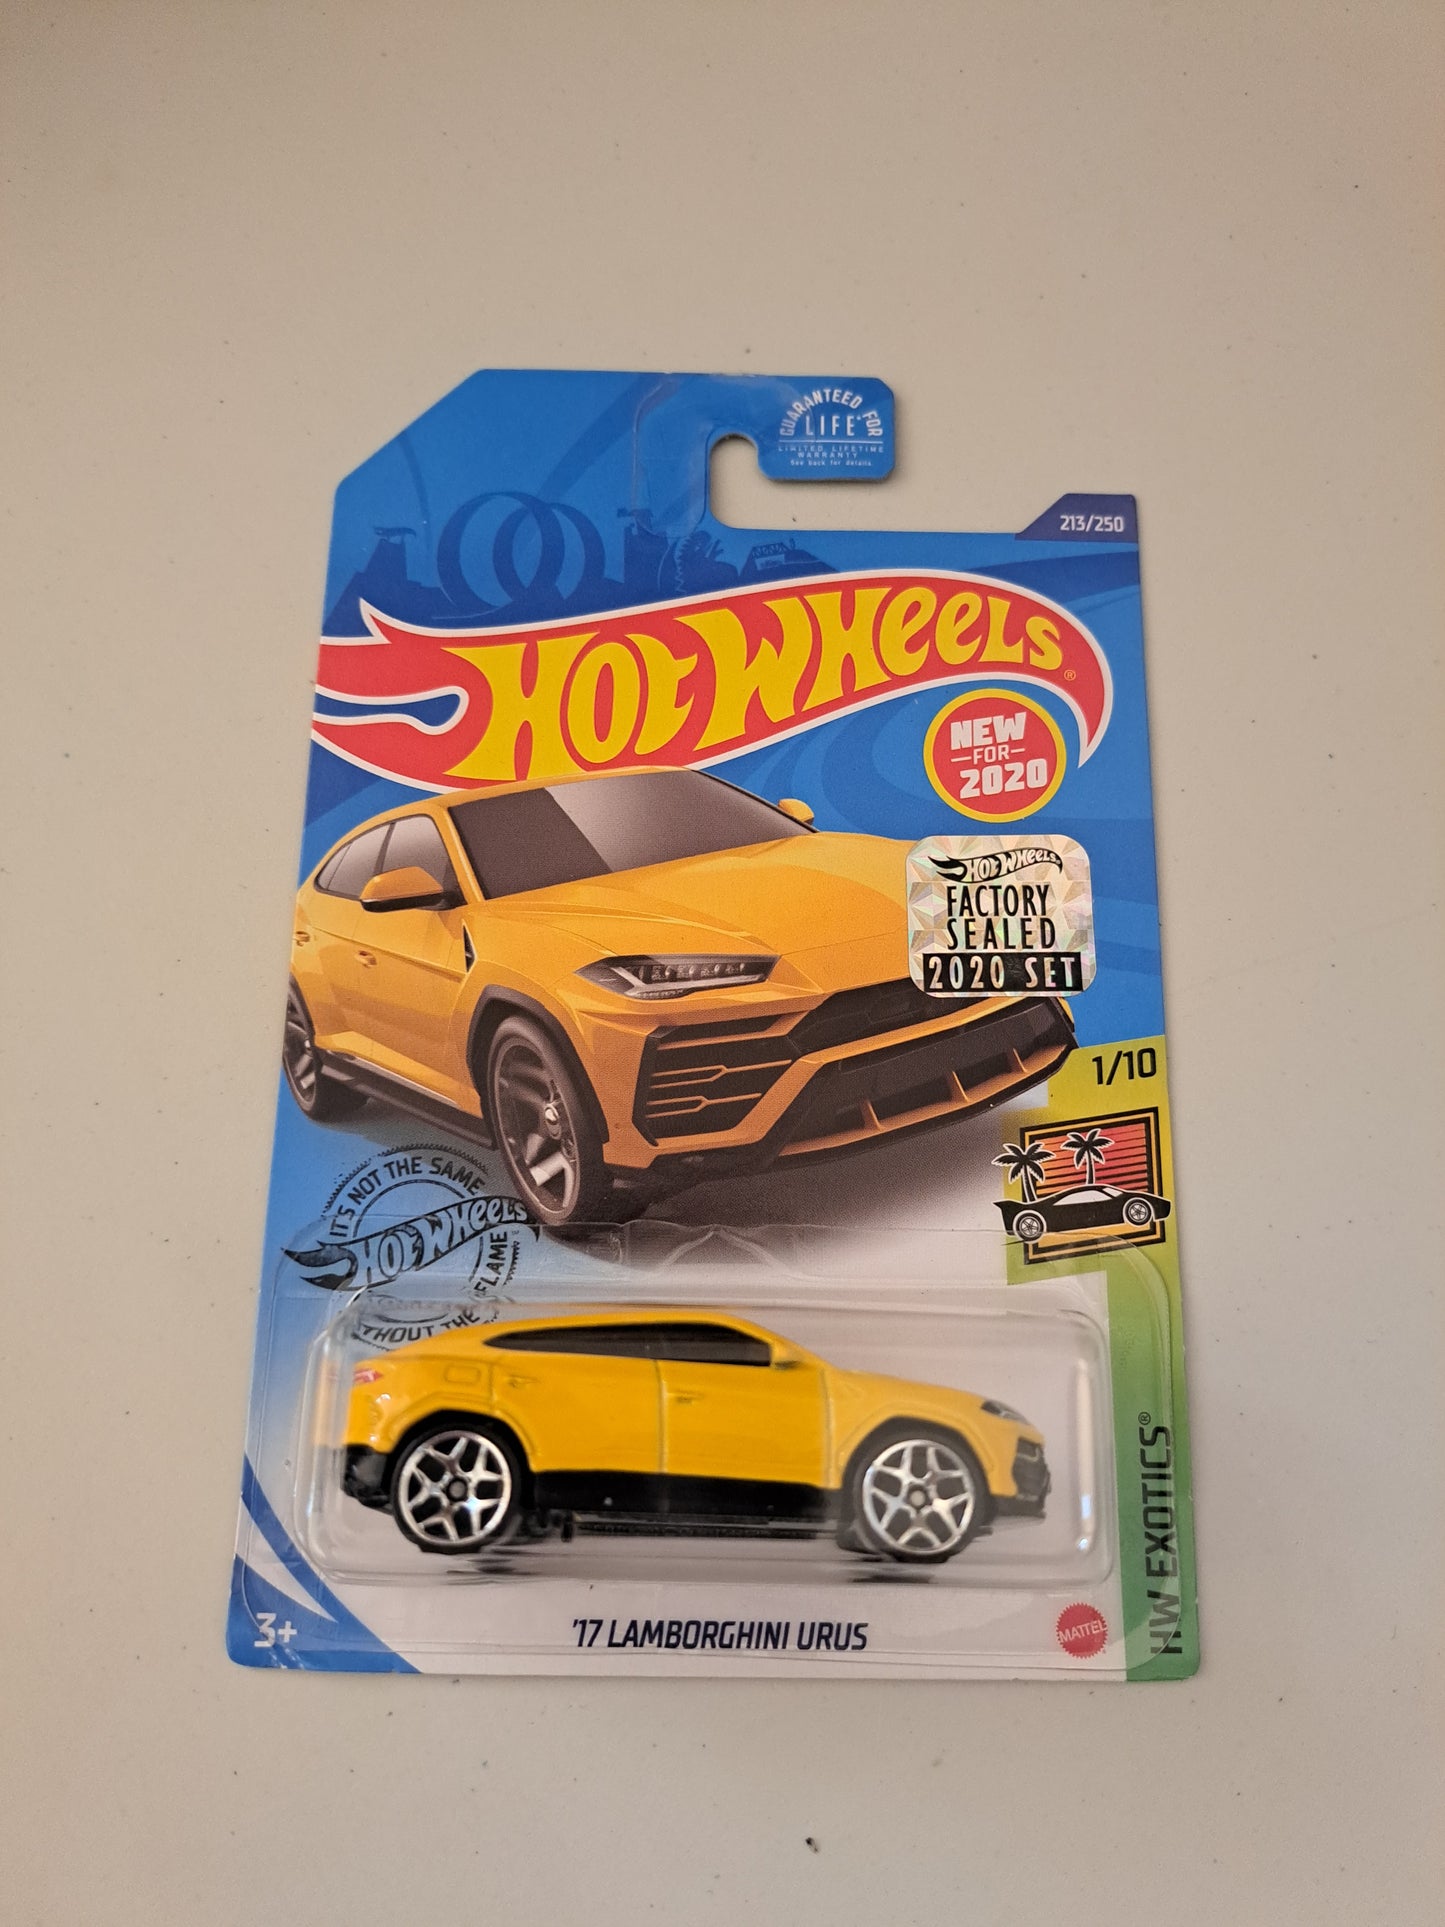 GUARANTEED FOR
LIFE*
LIMITED LIFETIME
WARRANTY
See back for details.
213/250
HOT WHEELS®
NEW
FOR
2020
HOT WHEELS
FACTORY
SEALED
2020 SET
1/10
IT'S NOT THE SAME
HOT WHEELS
WITHOUT THE FLAME
HW EXOTICS®
3+
'17 LAMBORGHINI URUS
MATTEL